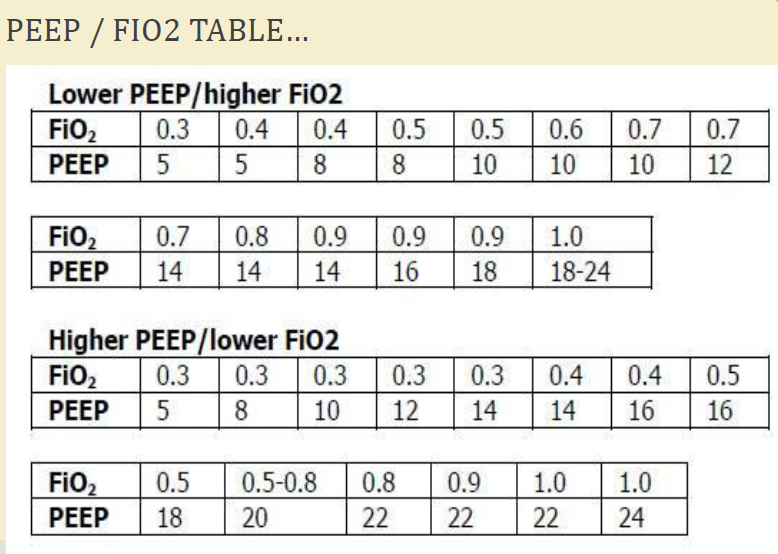 PEEP / FIO2 TABLE...
Lower PEEP/higher FiO2
FiO₂ 0.3 0.4 0.4 0.5 0.5 0.6 0.7 0.7
PEEP 5 5 8 8 10 10 10 12
FiO₂ 0.7 0.8 0.9 0.9 0.9 1.0
PEEP 14 14 14 16 18 18-24
Higher PEEP/lower FiO2
FiO₂ 0.3 0.3 0.3 0.3 0.3 0.4 0.4 0.5
PEEP 5 8 10 12 14 14 16 16
FiO₂ 0.5 0.5-0.8 0.8 0.9 1.0 1.0
PEEP 18 20 22 22 22 24